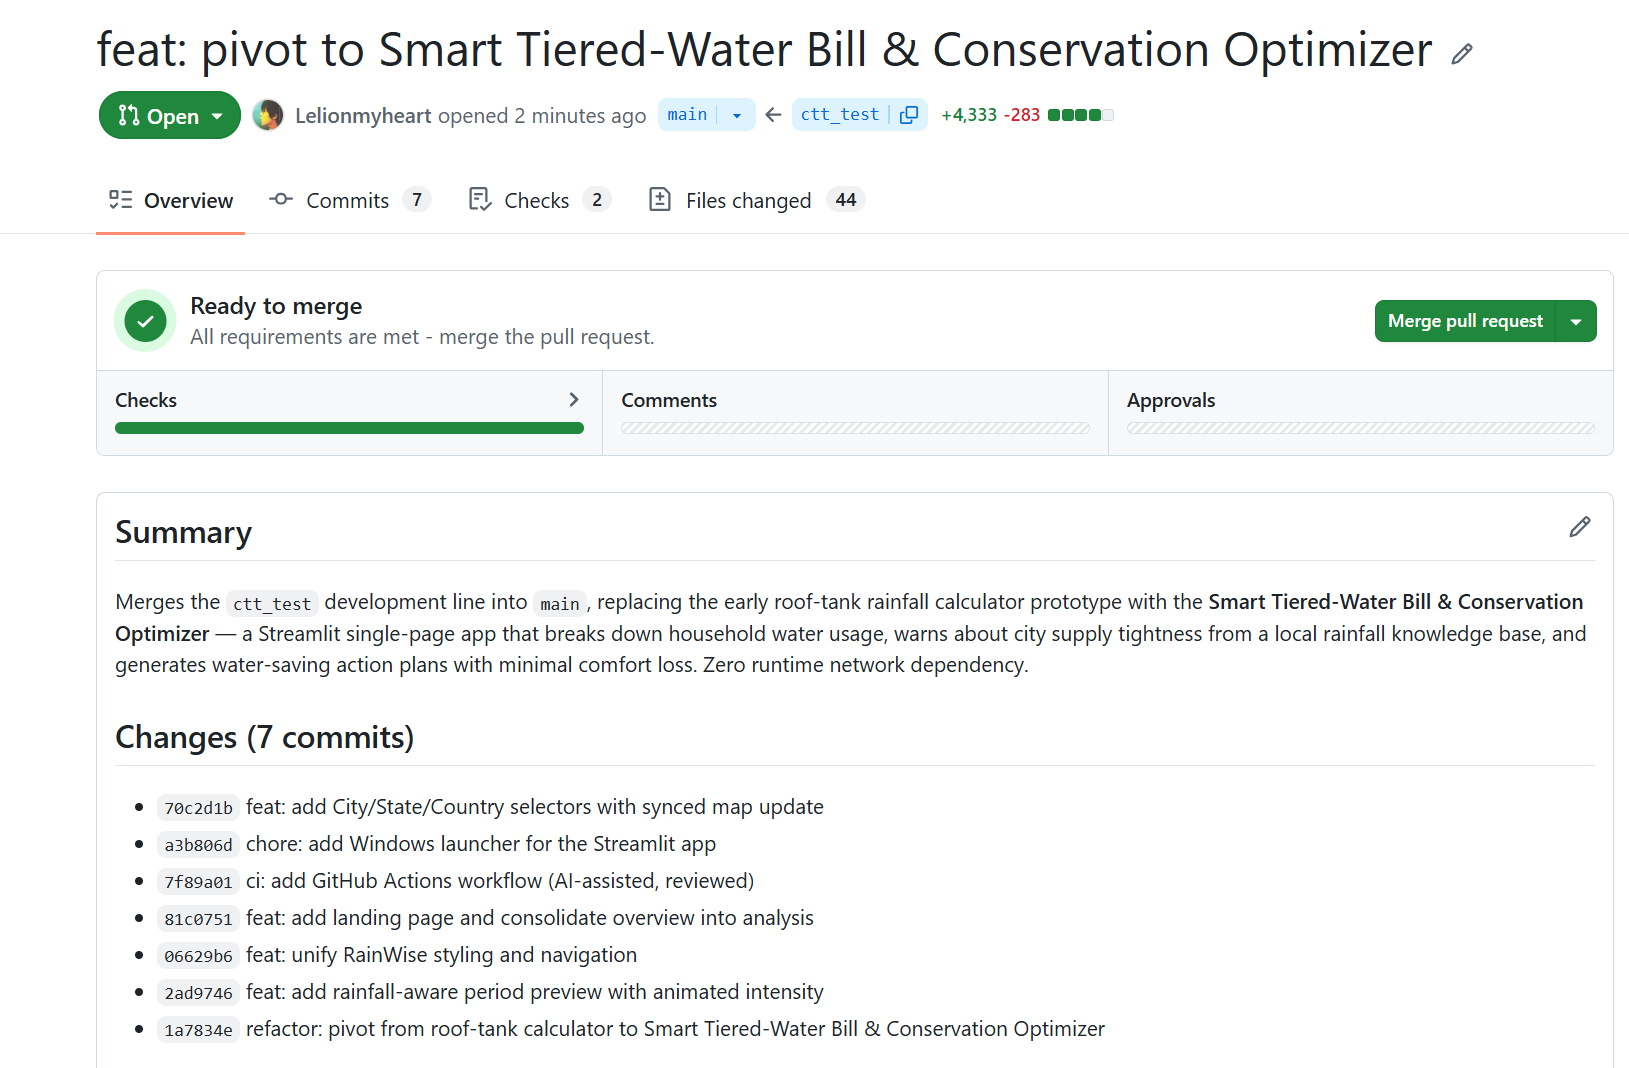 feat: pivot to Smart Tiered-Water Bill & Conservation Optimizer
Open Lelionmyheart opened 2 minutes ago main ctt_test +4,333 -283
Overview Commits 7 Checks 2 Files changed 44
Ready to merge
All requirements are met - merge the pull request.
Merge pull request
Checks Comments Approvals
Summary
Merges the ctt_test development line into main, replacing the early roof-tank rainfall calculator prototype with the Smart Tiered-Water Bill & Conservation
Optimizer — a Streamlit single-page app that breaks down household water usage, warns about city supply tightness from a local rainfall knowledge base, and
generates water-saving action plans with minimal comfort loss. Zero runtime network dependency.
Changes (7 commits)
70c2d1b feat: add City/State/Country selectors with synced map update
a3b806d chore: add Windows launcher for the Streamlit app
7f89a01 ci: add GitHub Actions workflow (AI-assisted, reviewed)
81c0751 feat: add landing page and consolidate overview into analysis
06629b6 feat: unify RainWise styling and navigation
2ad9746 feat: add rainfall-aware period preview with animated intensity
1a7834e refactor: pivot from roof-tank calculator to Smart Tiered-Water Bill & Conservation Optimizer